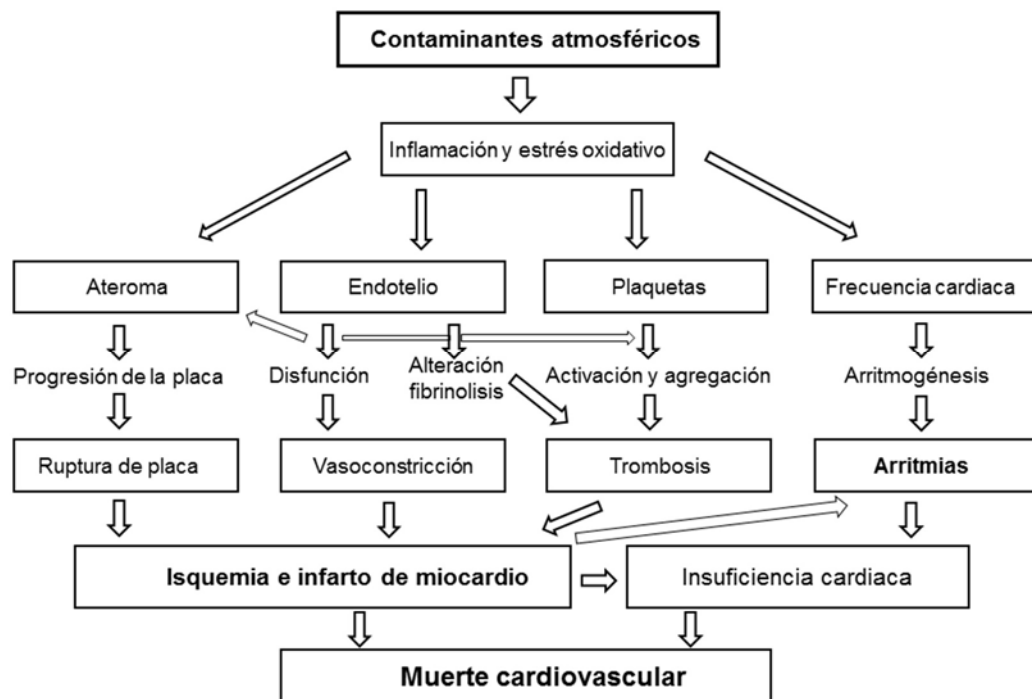 Contaminantes atmosféricos
Inflamación y estrés oxidativo
Ateroma
Endotelio
Plaquetas
Frecuencia cardiaca
Progresión de la placa
Disfunción
Alteración
fibrinolisis
Activación y agregación
Arritmogénesis
Ruptura de placa
Vasoconstricción
Trombosis
Arritmias
Isquemia e infarto de miocardio
Insuficiencia cardiaca
Muerte cardiovascular